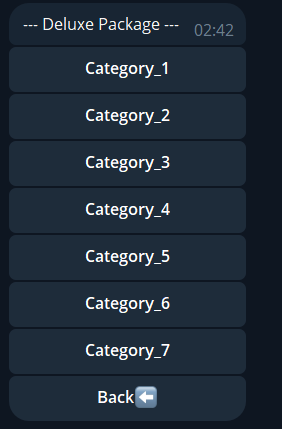 --- Deluxe Package ---
02:42
Category_1
Category_2
Category_3
Category_4
Category_5
Category_6
Category_7
Back⬅️